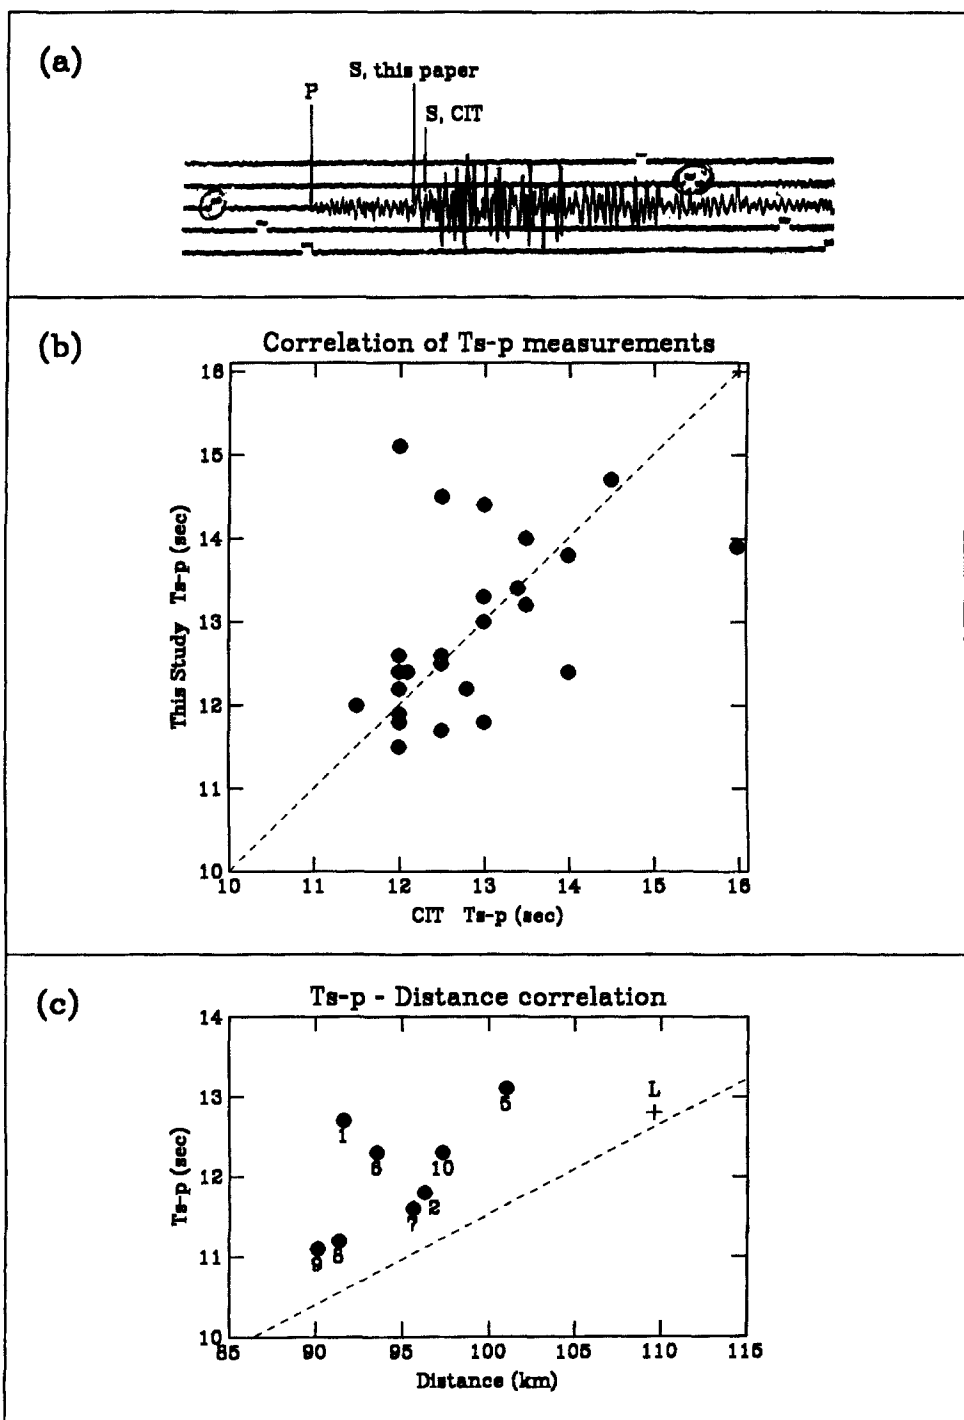 (a)
S, this paper
P
S, CIT
(b)
Correlation of Ts-p measurements
16
15
14
13
12
11
10
This Study Ts-p (sec)
10 11 12 13 14 15 16
CIT Ts-p (sec)
(c)
Ts-p - Distance correlation
14
13
12
11
10
Ts-p (sec)
5
L
1
6
10
2
7
8
9
85 90 95 100 105 110 115
Distance (km)